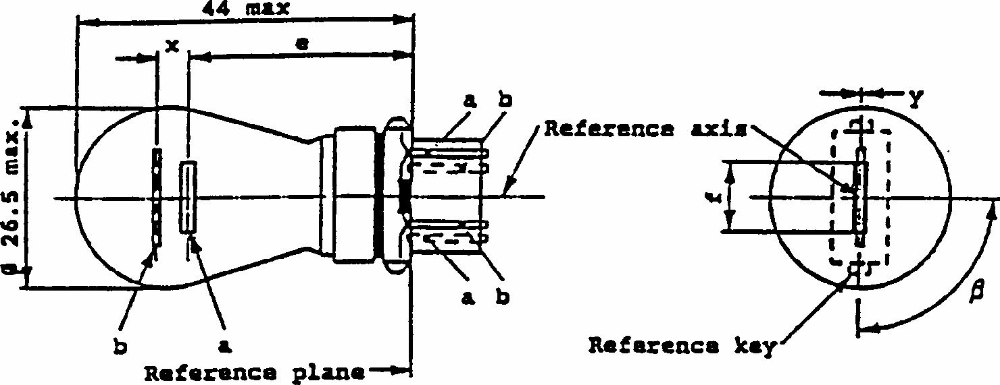 44 max
x
e
a b
Reference axis
y
ø 26.5 max.
f
β
a b
b
a
Reference key
Reference plane